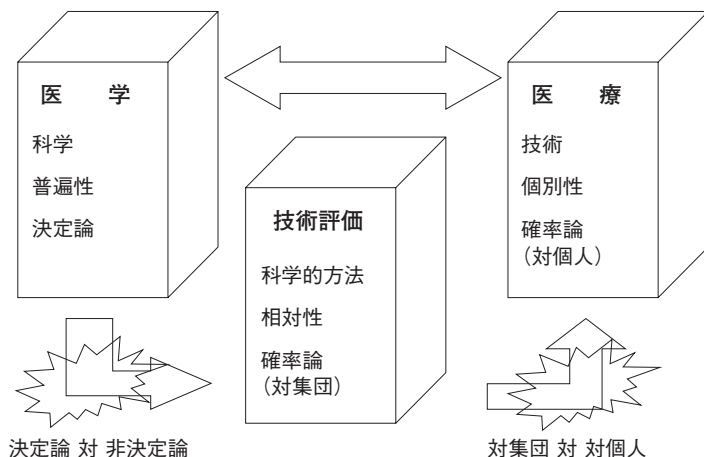 医　　学
科学
普遍性
決定論
技術評価
科学的方法
相対性
確率論
（対集団）
医　　療
技術
個別性
確率論
（対個人）
決定論 対 非決定論
対集団 対 対個人